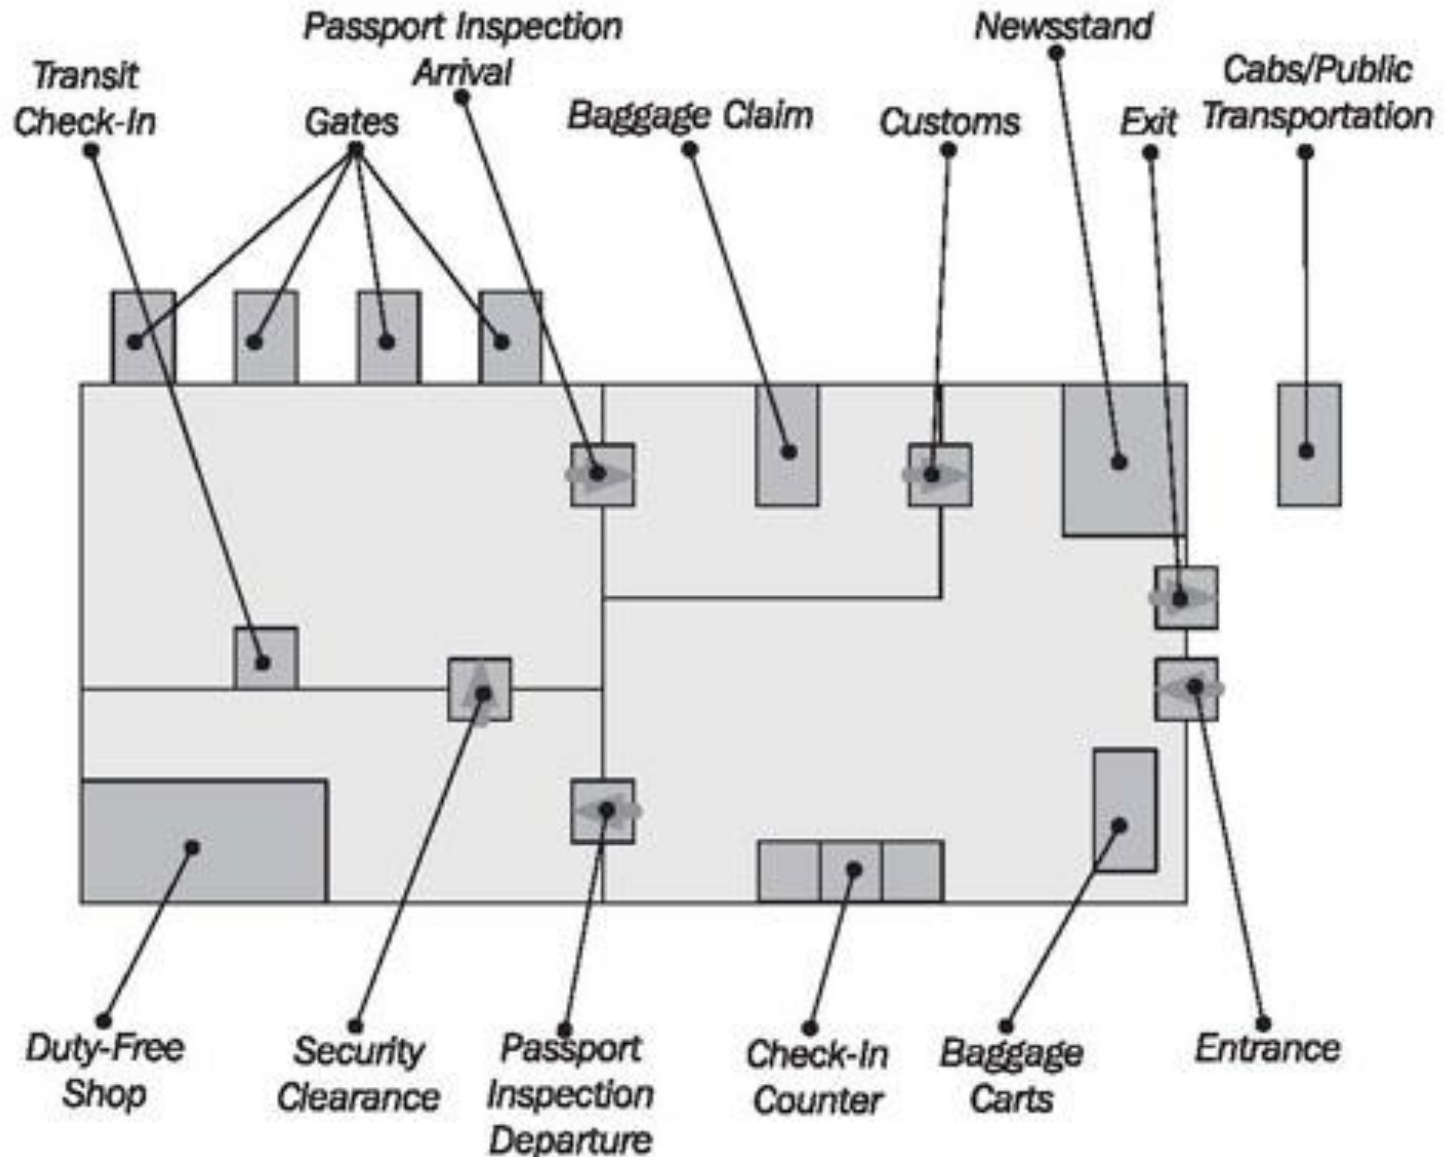 Passport Inspection
Arrival
Newsstand
Transit
Check-In
Gates
Baggage Claim
Customs
Exit
Cabs/Public
Transportation
Duty-Free
Shop
Security
Clearance
Passport
Inspection
Departure
Check-In
Counter
Baggage
Carts
Entrance